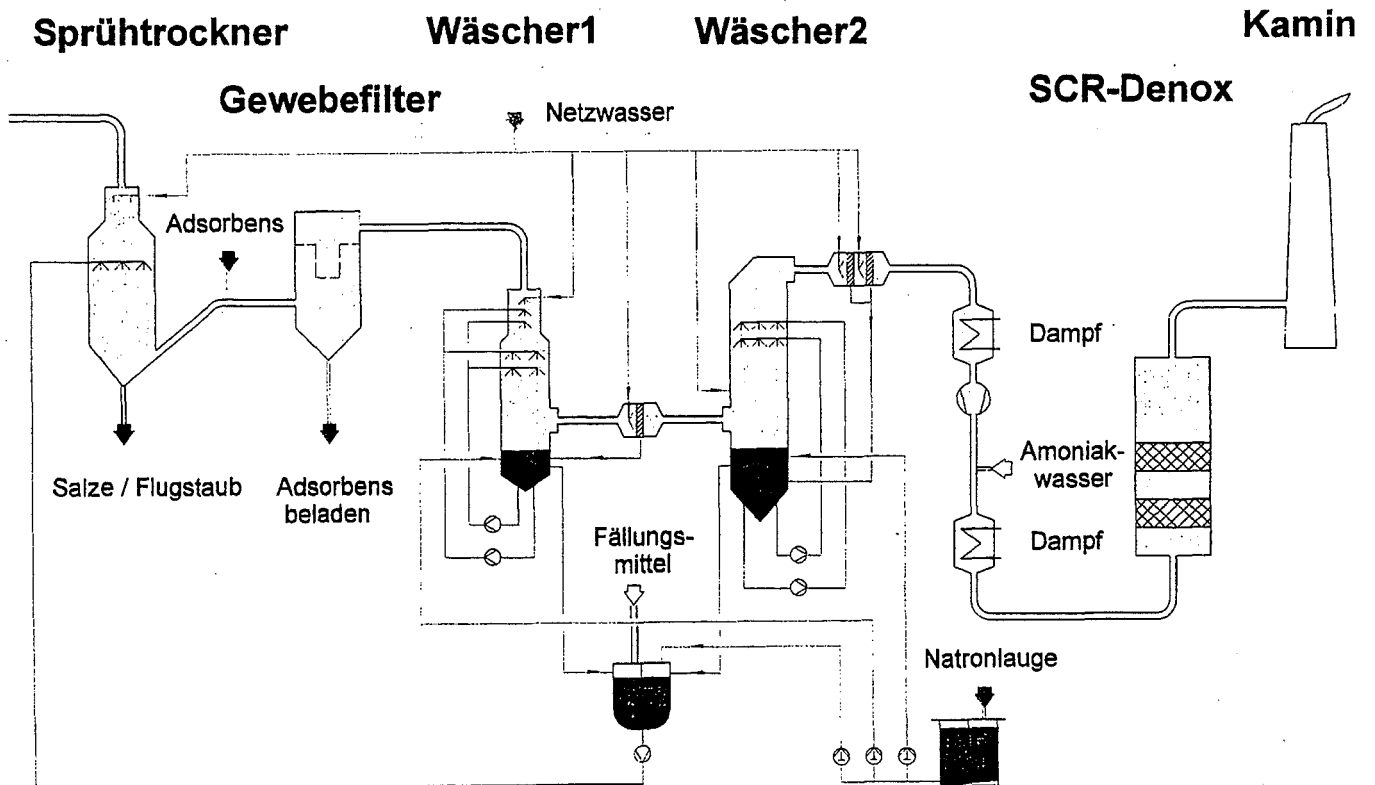 Sprühtrockner
Wäscher1
Wäscher2
Kamin
Gewebefilter
SCR-Denox
Netzwasser
Adsorbens
Dampf
Amoniak-
wasser
Salze / Flugstaub
Adsorbens
beladen
Fällungs-
mittel
Dampf
Natronlauge